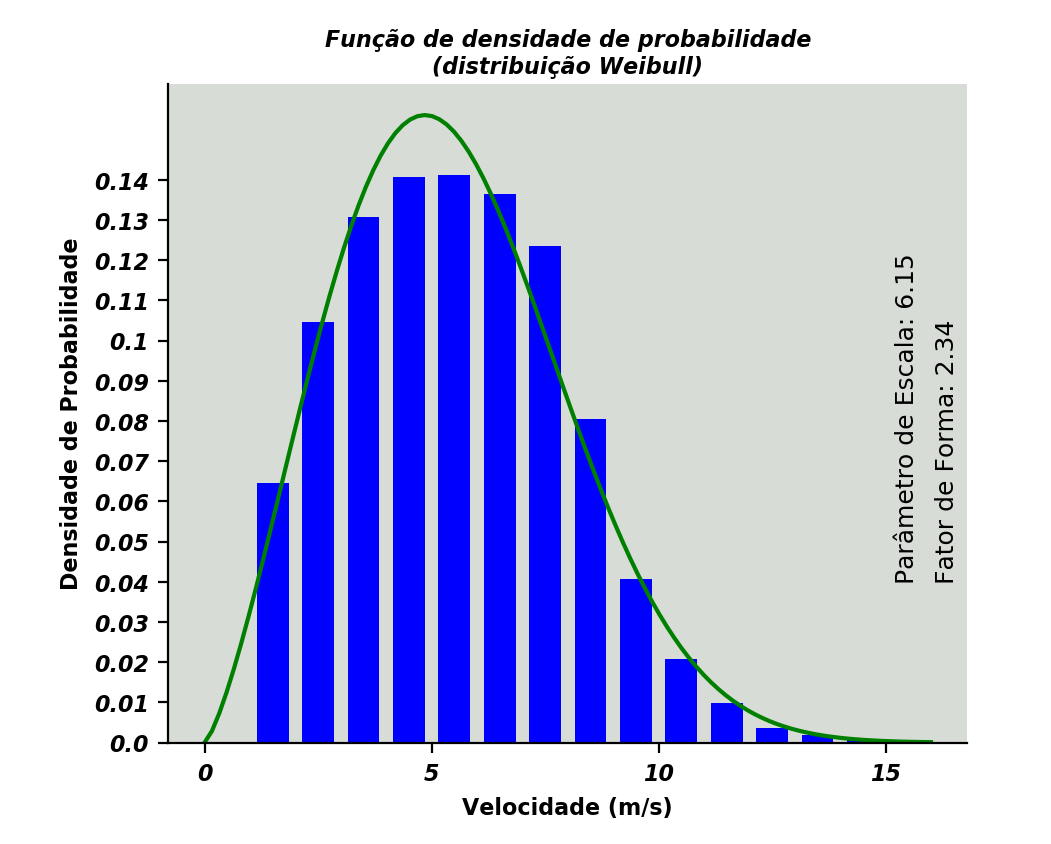 Função de densidade de probabilidade
(distribuição Weibull)
0.14
0.13
0.12
0.11
0.1
0.09
0.08
0.07
0.06
0.05
0.04
0.03
0.02
0.01
0.0
Densidade de Probabilidade
0 5 10 15
Velocidade (m/s)
Parâmetro de Escala: 6.15
Fator de Forma: 2.34